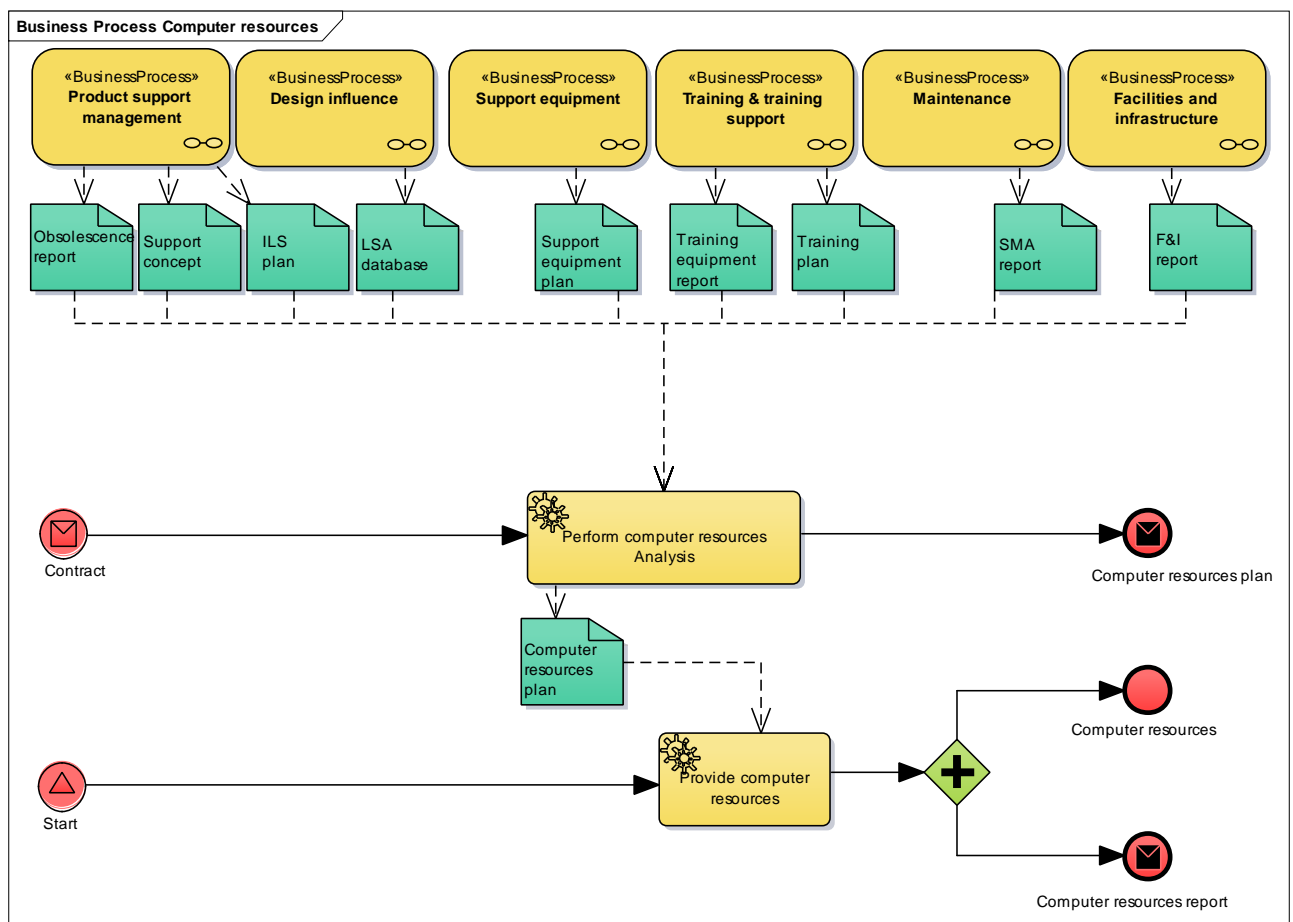 Business Process Computer resources
«BusinessProcess»
Product support
management
«BusinessProcess»
Design influence
«BusinessProcess»
Support equipment
«BusinessProcess»
Training & training
support
«BusinessProcess»
Maintenance
«BusinessProcess»
Facilities and
infrastructure
Obsolescence
report
Support
concept
ILS
plan
LSA
database
Support
equipment
plan
Training
equipment
report
Training
plan
SMA
report
F&I
report
Contract
Perform computer resources
Analysis
Computer resources plan
Computer
resources
plan
Computer resources
Start
Provide computer
resources
Computer resources report